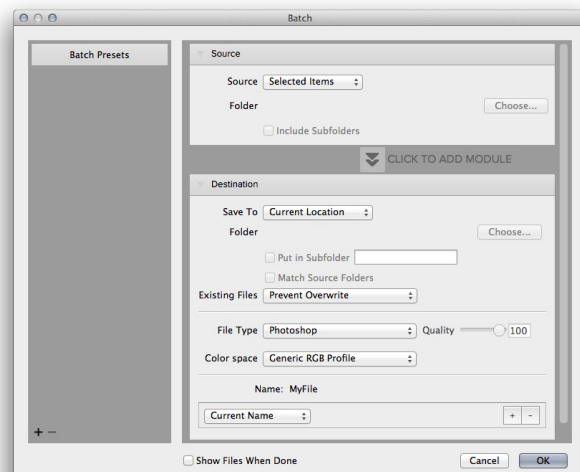 Batch
Batch Presets
Source
Source Selected Items
Folder Choose...
Include Subfolders
CLICK TO ADD MODULE
Destination
Save To Current Location
Folder Choose...
Put in Subfolder
Match Source Folders
Existing Files Prevent Overwrite
File Type Photoshop Quality 100
Color space Generic RGB Profile
Name: MyFile
Current Name + -
+ -
Show Files When Done Cancel OK